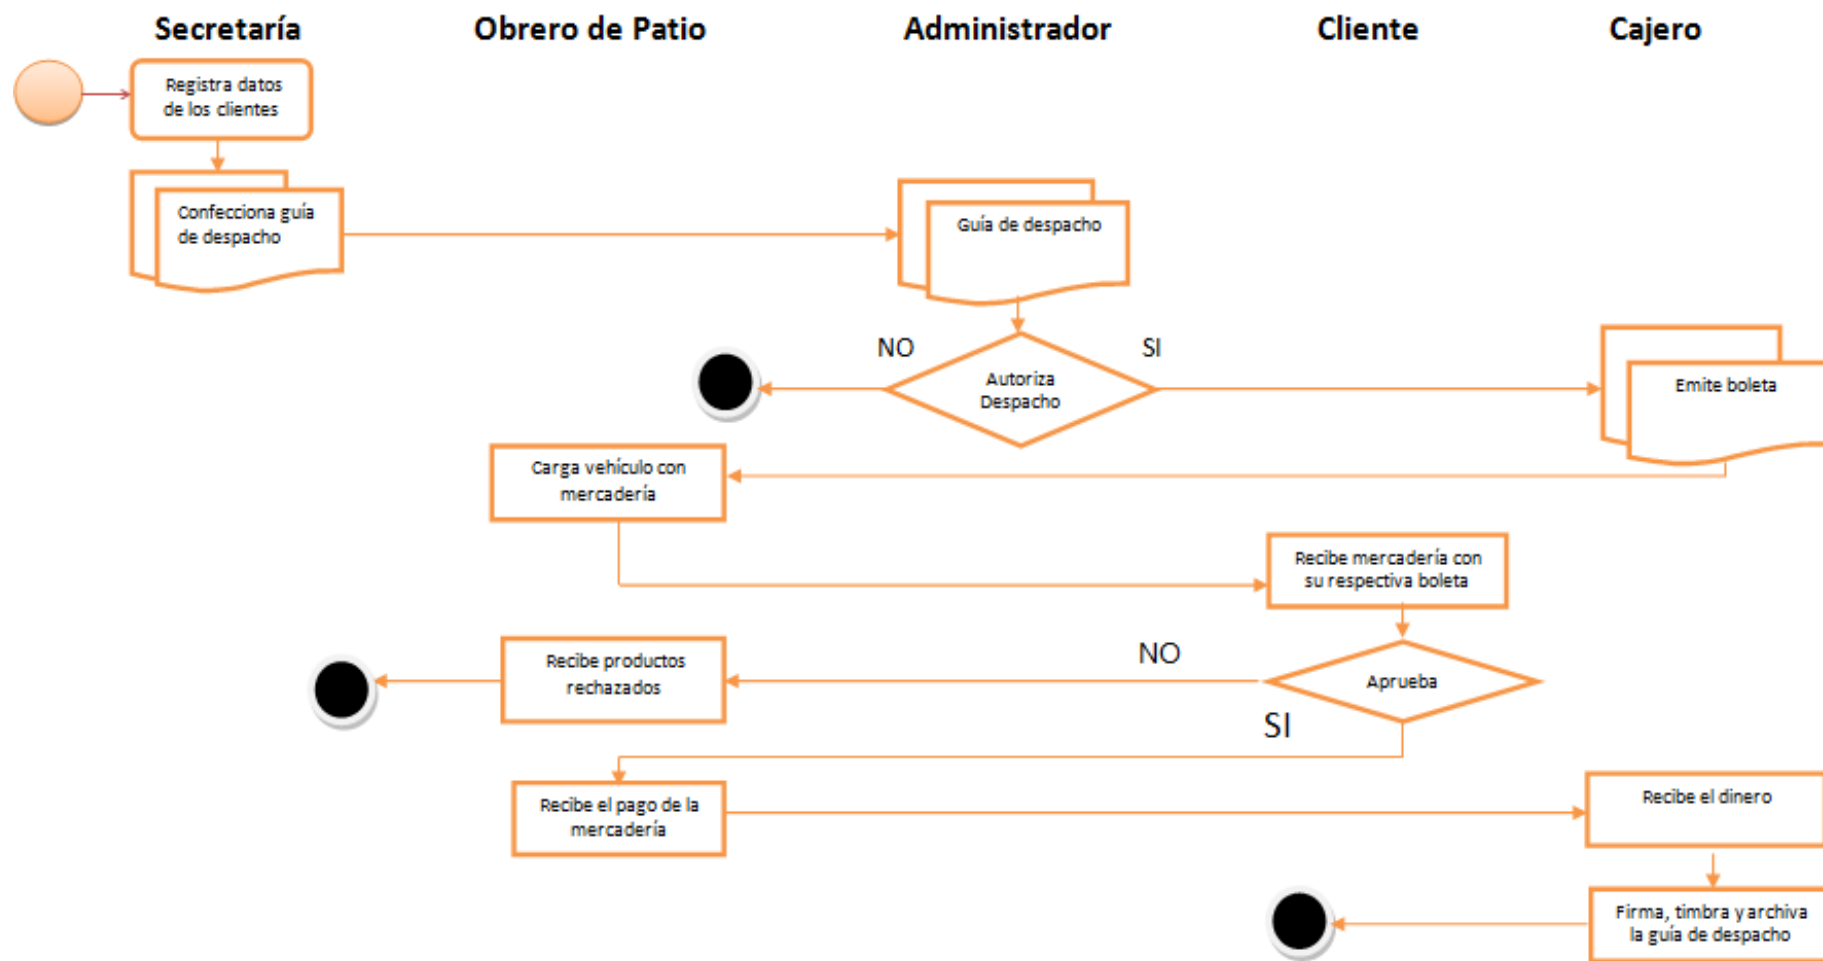 Secretaría
Obrero de Patio
Administrador
Cliente
Cajero
Registra datos
de los clientes
Confecciona guía
de despacho
Guía de despacho
NO
SI
Autoriza
Despacho
Emite boleta
Carga vehículo con
mercadería
Recibe mercadería con
su respectiva boleta
Recibe productos
rechazados
NO
Aprueba
SI
Recibe el pago de la
mercadería
Recibe el dinero
Firma, timbra y archiva
la guía de despacho